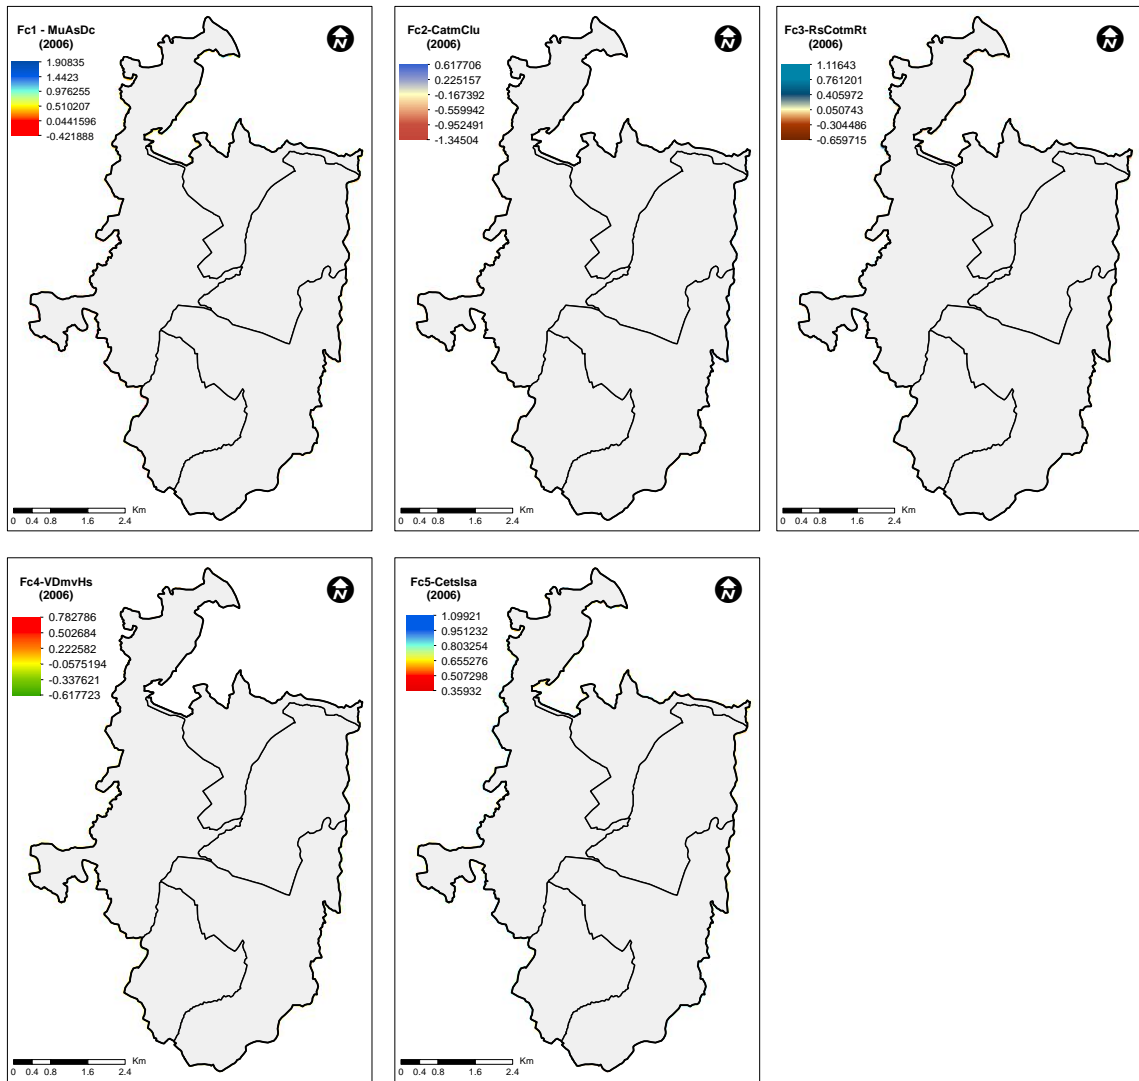 Fc1 - MuAsDc
(2006)
1.90835
1.4423
0.976255
0.510207
0.0441596
-0.421888
N
0 0.4 0.8 1.6 2.4 Km
Fc2-CatmClu
(2006)
0.617706
0.225157
-0.167392
-0.559942
-0.952491
-1.34504
N
0 0.4 0.8 1.6 2.4 Km
Fc3-RsCotmRt
(2006)
1.11643
0.761201
0.405972
0.050743
-0.304486
-0.659715
N
0 0.4 0.8 1.6 2.4 Km
Fc4-VDmvHs
(2006)
0.782786
0.502684
0.222582
-0.0575194
-0.337621
-0.617723
N
0 0.4 0.8 1.6 2.4 Km
Fc5-CetsIsa
(2006)
1.09921
0.951232
0.803254
0.655276
0.507298
0.35932
N
0 0.4 0.8 1.6 2.4 Km